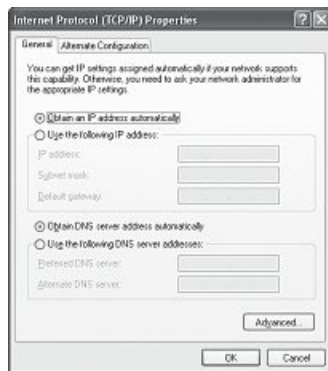 Internet Protocol (TCP/IP) Properties
General
Alternate Configuration
You can get IP settings assigned automatically if your network supports
this capability. Otherwise, you need to ask your network administrator for
the appropriate IP settings.
Obtain an IP address automatically
Use the following IP address:
IP address:
Subnet mask:
Default gateway:
Obtain DNS server address automatically
Use the following DNS server addresses:
Preferred DNS server:
Alternate DNS server:
Advanced...
OK
Cancel